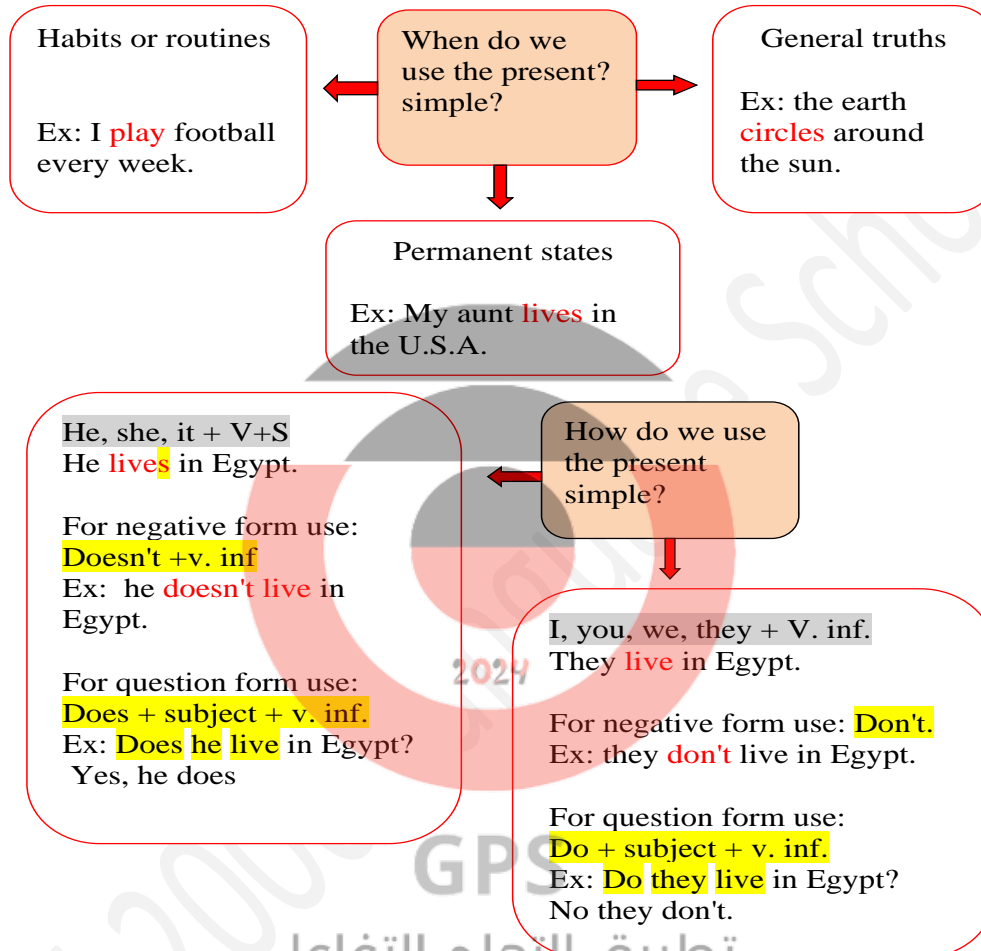 Habits or routines
Ex: I play football
every week.
When do we
use the present?
simple?
General truths
Ex: the earth
circles around
the sun.
Permanent states
Ex: My aunt lives in
the U.S.A.
He, she, it + V+S
He lives in Egypt.
For negative form use:
Doesn't +v. inf
Ex:  he doesn't live in
Egypt.
For question form use:
Does + subject + v. inf.
Ex: Does he live in Egypt?
Yes, he does
How do we use
the present
simple?
I, you, we, they + V. inf.
They live in Egypt.
For negative form use: Don't.
Ex: they don't live in Egypt.
For question form use:
Do + subject + v. inf.
Ex: Do they live in Egypt?
No they don't.
2024
GPS